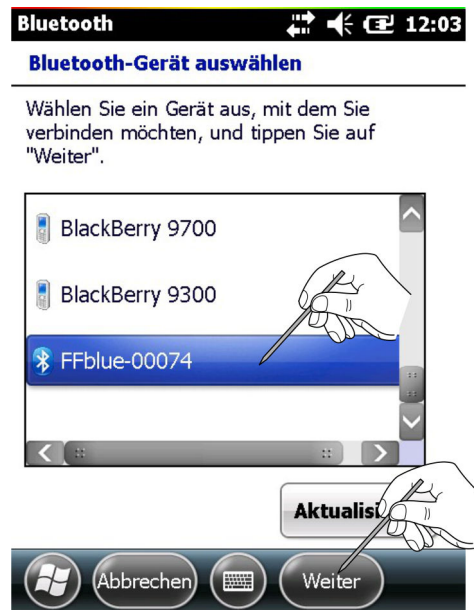 Bluetooth 12:03
Bluetooth-Gerät auswählen
Wählen Sie ein Gerät aus, mit dem Sie
verbinden möchten, und tippen Sie auf
"Weiter".
BlackBerry 9700
BlackBerry 9300
FFblue-00074
Aktualisi
Abbrechen Weiter